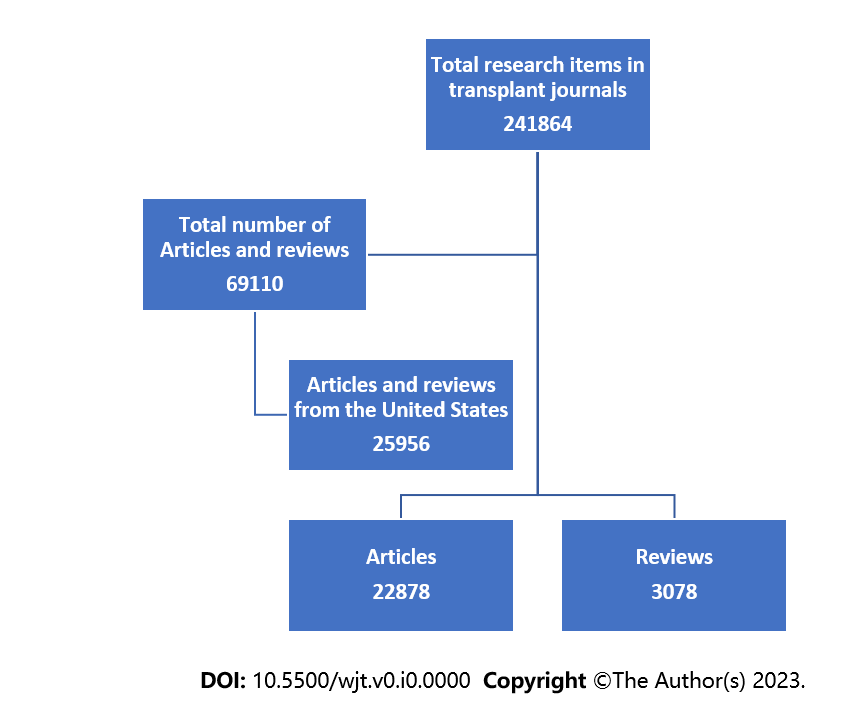 Total research items in
transplant journals
241864
Total number of
Articles and reviews
69110
Articles and reviews
from the United States
25956
Articles
22878
Reviews
3078
DOI: 10.5500/wjt.v0.i0.0000 Copyright ©The Author(s) 2023.